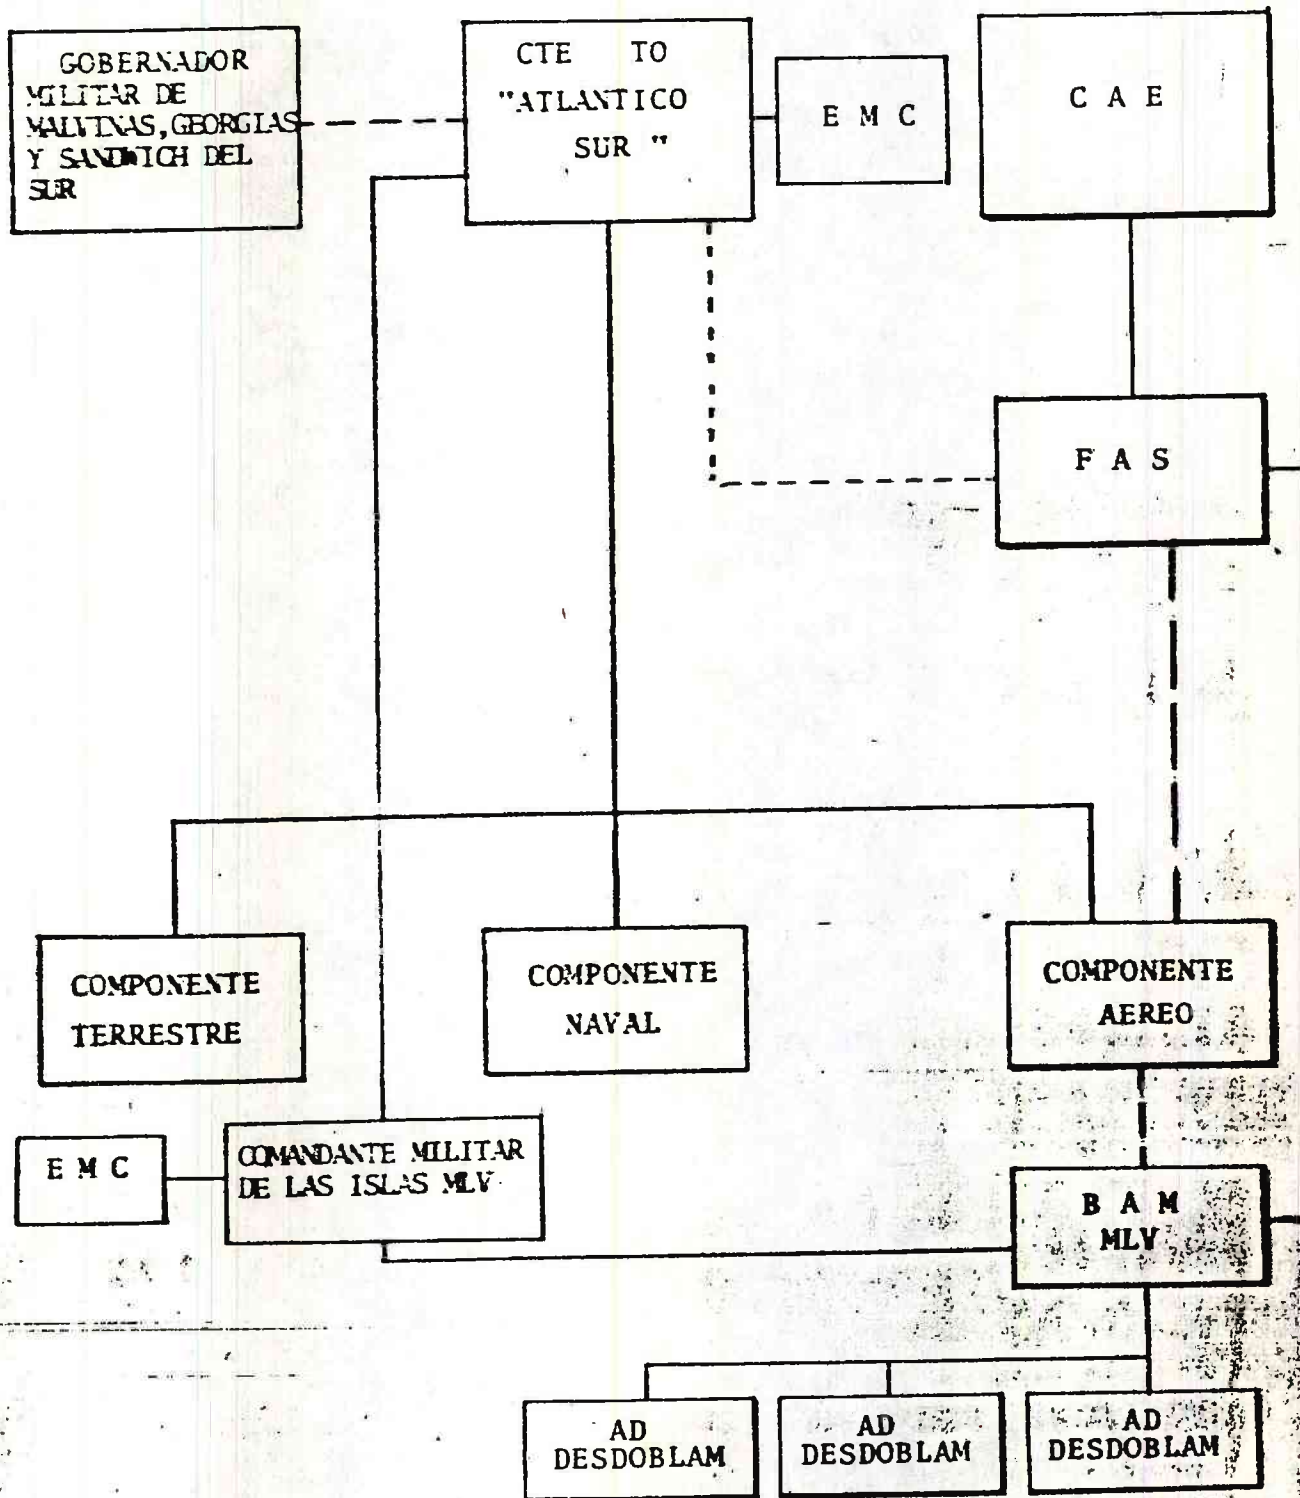 GOBERNADOR
MILITAR DE
MALVINAS, GEORGIAS
Y SANDWICH DEL
SUR
CTE TO
"ATLANTICO
SUR "
E M C
C A E
F A S
COMPONENTE
TERRESTRE
COMPONENTE
NAVAL
COMPONENTE
AEREO
E M C
COMANDANTE MILITAR
DE LAS ISLAS MLV
B A M
MLV
AD
DESDOBLAM
AD
DESDOBLAM
AD
DESDOBLAM